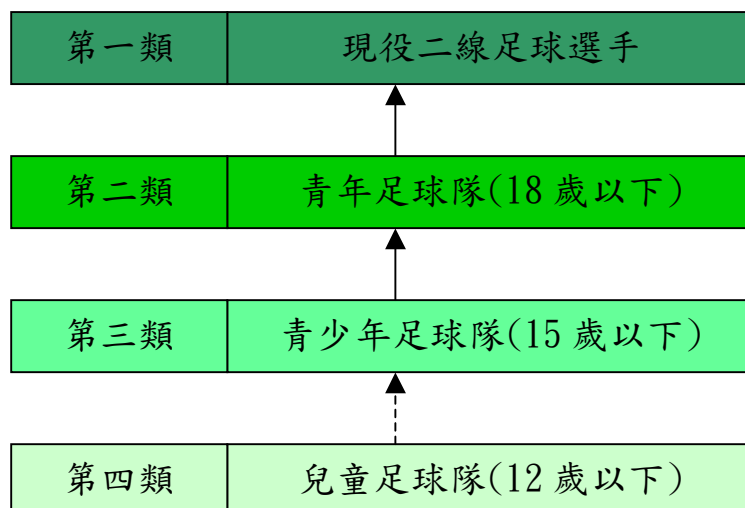 第一類 現役二線足球選手
第二類 青年足球隊(18 歲以下)
第三類 青少年足球隊(15 歲以下)
第四類 兒童足球隊(12 歲以下)